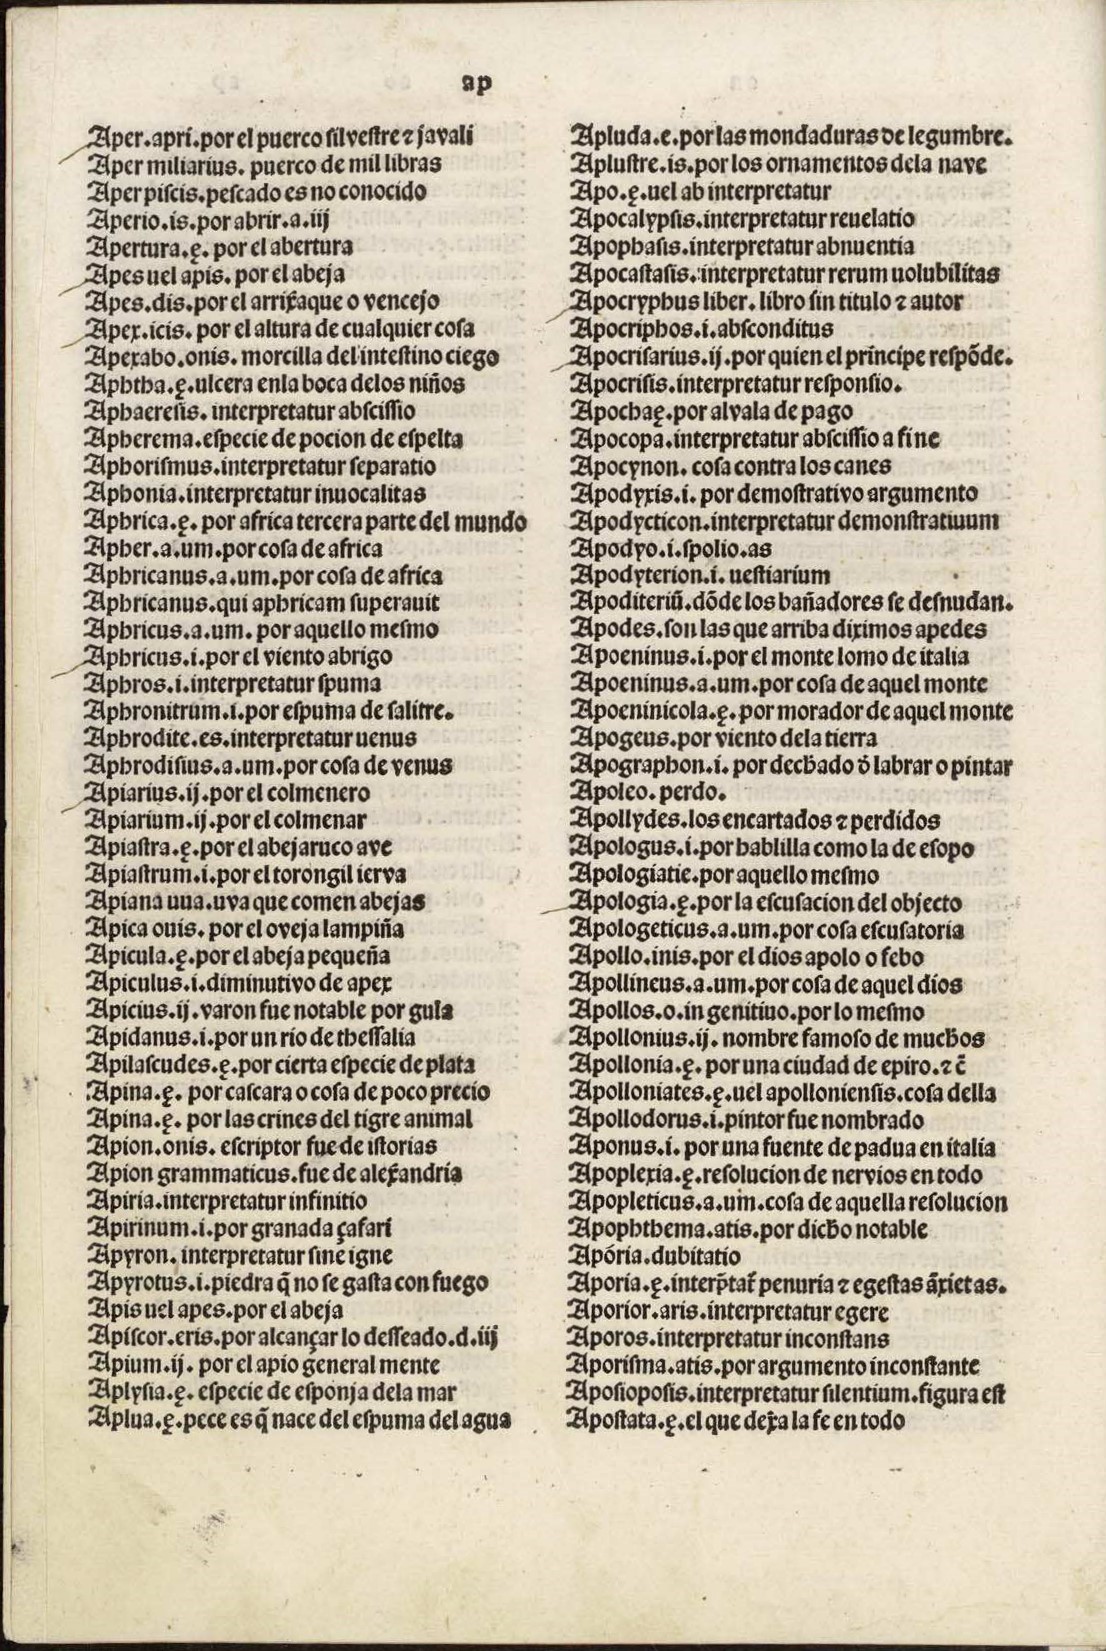 ap
Aper.apri.por el puerco silvestre ⁊ javali
Aper miliarius. puerco de mil libras
Aper piscis.pescado es no conocido
Aperio.is.por abrir.a.iij
Apertura.ę. por el abertura
Apes uel apis. por el abeja
Apes.dis.por el arrixaque o vencejo
Apex.icis. por el altura de cualquier cosa
Apexabo.onis. morcilla del intestino ciego
Aphtha.ę.ulcera enla boca delos niños
Aphaeresis. interpretatur abscissio
Apherema.especie de pocion de espelta
Aphorismus.interpretatur separatio
Aphonia.interpretatur inuocalitas
Aphrica.ę. por africa tercera parte del mundo
Apher.a.um.por cosa de africa
Aphricanus.a.um.por cosa de africa
Aphricanus.qui aphricam superauit
Aphricus.a.um. por aquello mesmo
Aphricus.i.por el viento abrigo
Aphros.i.interpretatur spuma
Aphronitrum.i.por espuma de salitre.
Aphrodite.es.interpretatur uenus
Aphrodisius.a.um.por cosa de venus
Apiarius.ij.por el colmenero
Apiarium.ij.por el colmenar
Apiastra.ę.por el abejaruco ave
Apiastrum.i.por el torongil ierva
Apiana uua.uva que comen abejas
Apica ouis. por el oveja lampiña
Apicula.ę.por el abeja pequeña
Apiculus.i.diminutivo de apex
Apicius.ij.varon fue notable por gula
Apidanus.i.por un rio de thessalia
Apilascudes.ę.por cierta especie de plata
Apina.ę. por cascara o cosa de poco precio
Apina.ę. por las crines del tigre animal
Apion.onis. escriptor fue de istorias
Apion grammaticus.fue de alexandria
Apiria.interpretatur infinitio
Apirinum.i.por granada çafari
Apyron. interpretatur sine igne
Apyrotus.i.piedra q̃ no se gasta con fuego
Apis uel apes.por el abeja
Apiscor.eris.por alcançar lo desseado.d.iij
Apium.ij. por el apio general mente
Aplysia.ę. especie de esponja dela mar
Aplua.ę.pece es q̃ nace del espuma del agua
Apluda.e.por las mondaduras de legumbre.
Aplustre.is.por los ornamentos dela nave
Apo.ę.uel ab interpretatur
Apocalypsis.interpretatur reuelatio
Apophasis.interpretatur abnuentia
Apocastasis.interpretatur rerum uolubilitas
Apocryphus liber. libro sin titulo ⁊ autor
Apocriphos.i.absconditus
Apocrisarius.ij.por quien el principe respõde.
Apocrisis.interpretatur responsio.
Apochaę.por alvala de pago
Apocopa.interpretatur abscissio a fine
Apocynon. cosa contra los canes
Apodyxis.i. por demostrativo argumento
Apodycticon.interpretatur demonstratiuum
Apodyo.i.spolio.as
Apodyterion.i. uestiarium
Apoditeriũ.dõde los bañadores se desnudan.
Apodes.son las que arriba diximos apedes
Apoeninus.i.por el monte lomo de italia
Apoeninus.a.um.por cosa de aquel monte
Apoeninicola.ę.por morador de aquel monte
Apogeus.por viento dela tierra
Apographon.i. por dechado õ labrar o pintar
Apoleo. perdo.
Apollydes.los encartados ⁊ perdidos
Apologus.i.por hablilla como la de esopo
Apologiatie.por aquello mesmo
Apologia.ę.por la escusacion del objecto
Apologeticus.a.um.por cosa escusatoria
Apollo.inis.por el dios apolo o febo
Apollineus.a.um.por cosa de aquel dios
Apollos.o.in genitiuo.por lo mesmo
Apollonius.ij. nombre famoso de muchos
Apollonia.ę. por una ciudad de epiro.⁊ c̃
Apolloniates.ę.uel apolloniensis.cosa della
Apollodorus.i.pintor fue nombrado
Aponus.i. por una fuente de padua en italia
Apoplexia.ę.resolucion de nervios en todo
Apopleticus.a.um.cosa de aquella resolucion
Apophthema.atis.por dicho notable
Aporia.dubitatio
Aporia.ę.interp̃tat̃ penuria ⁊ egestas ãxietas.
Aporior.aris.interpretatur egere
Aporos.interpretatur inconstans
Aporisma.atis.por argumento inconstante
Aposioposis.interpretatur silentium.figura est
Apostata.ę.el que dexa la fe en todo